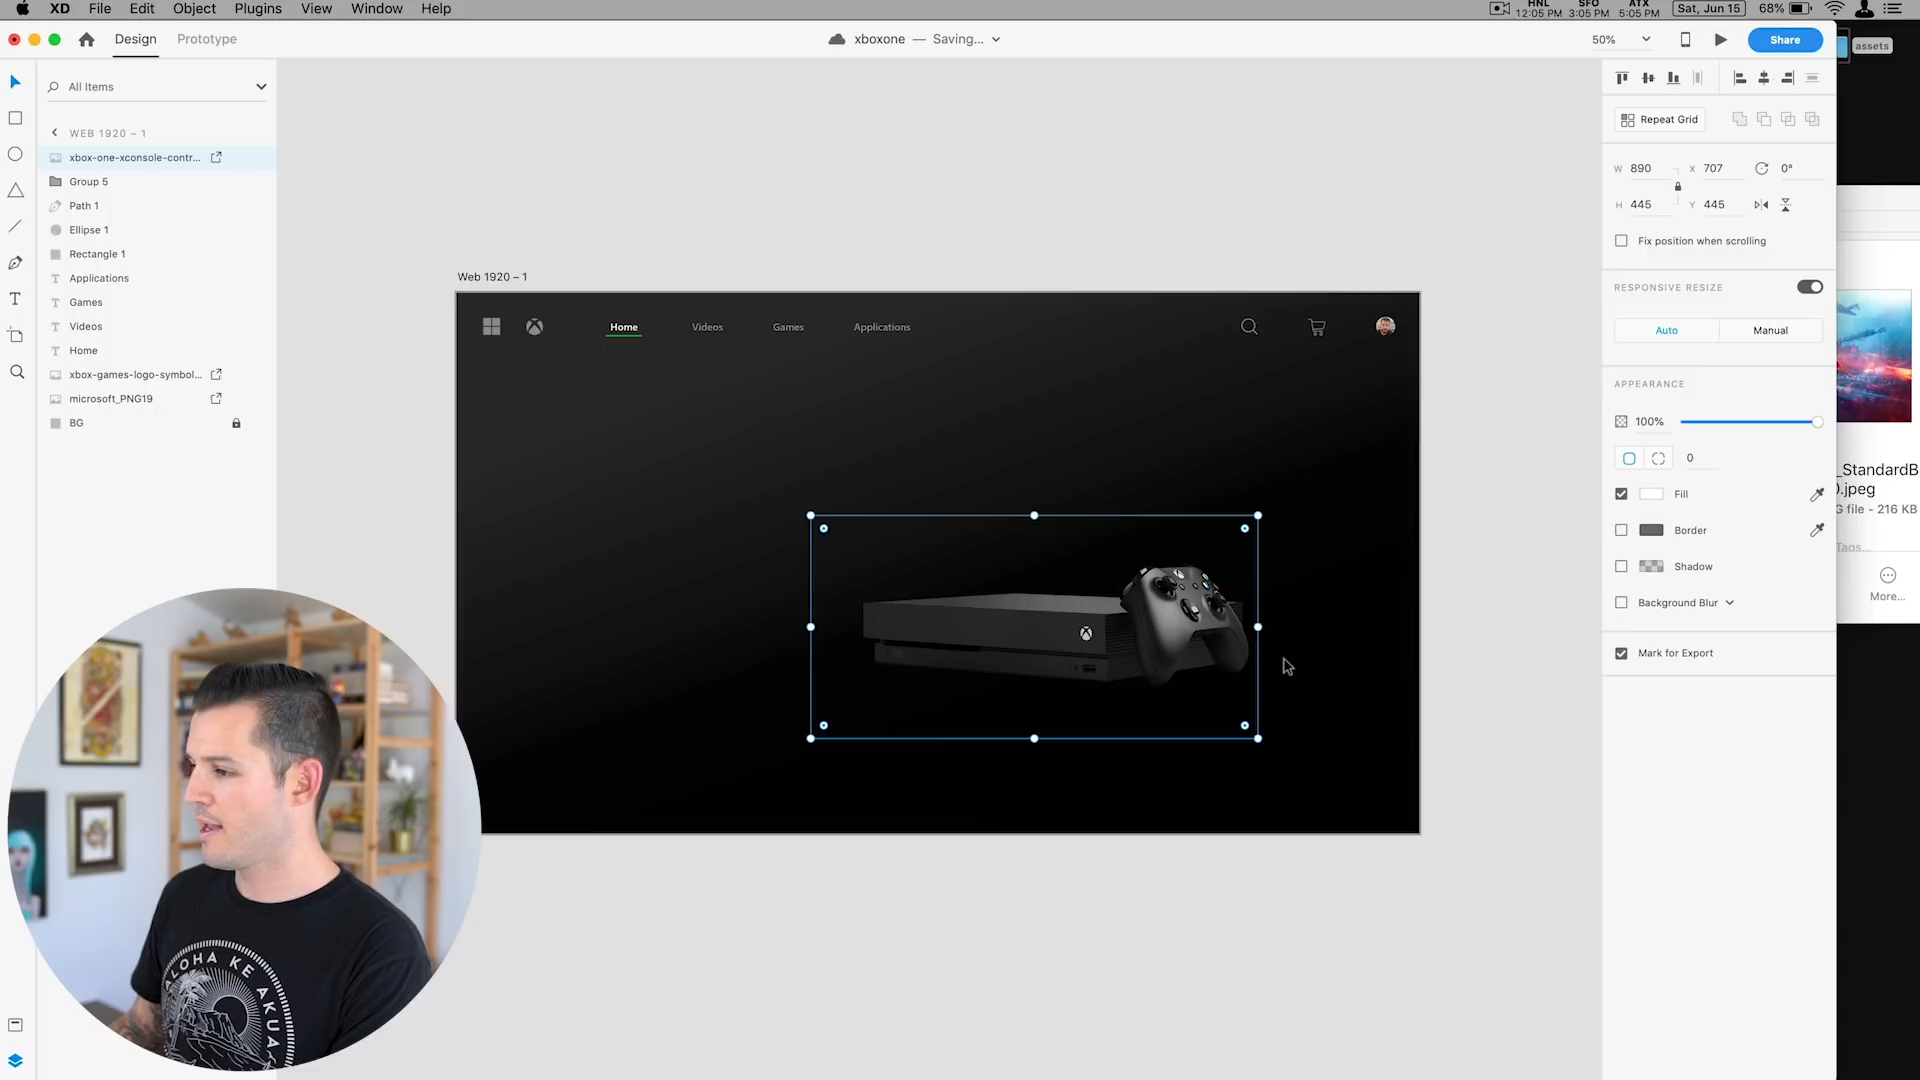 XD File Edit Object Plugins View Window Help
HNL 12:05 PM SFO 3:05 PM ATX 5:05 PM Sat, Jun 15 68%
Design Prototype
xboxone — Saving...
50%
Share
assets
All Items
WEB 1920 – 1
xbox-one-xconsole-contr...
Group 5
Path 1
Ellipse 1
Rectangle 1
Applications
Games
Videos
Home
xbox-games-logo-symbol...
microsoft_PNG19
BG
Web 1920 – 1
Home Videos Games Applications
Repeat Grid
W 890 X 707 0°
H 445 Y 445
Fix position when scrolling
RESPONSIVE RESIZE
Auto Manual
APPEARANCE
100%
0
Fill
Border
Shadow
Background Blur
Mark for Export
_StandardB
.jpeg
G file - 216 KB
Tags...
More...
LOHA KE AKUA